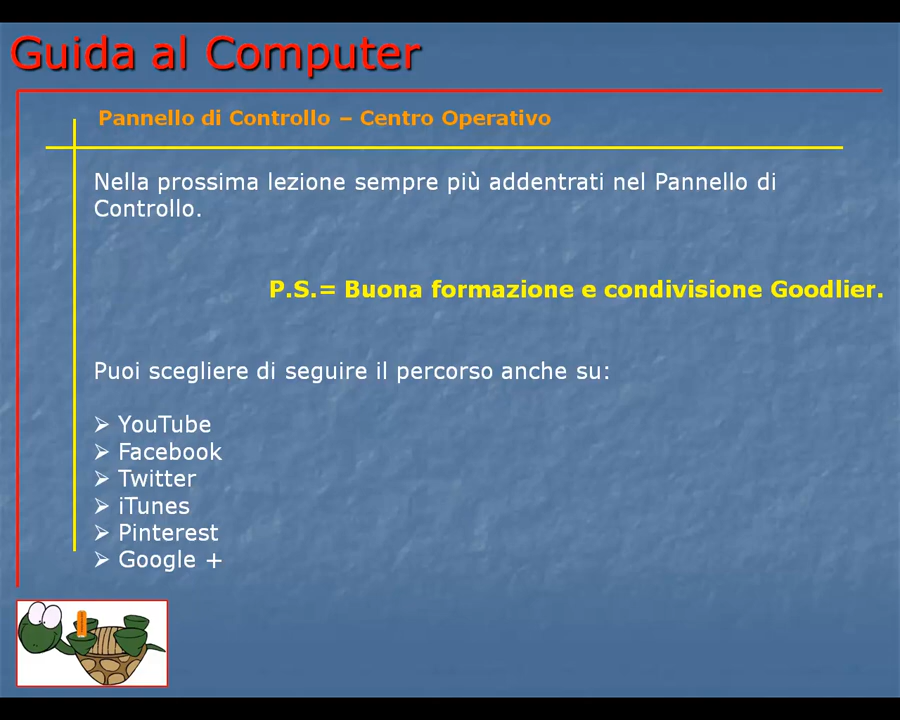 Guida al Computer
Pannello di Controllo – Centro Operativo
Nella prossima lezione sempre più addentrati nel Pannello di
Controllo.
P.S.= Buona formazione e condivisione Goodlier.
Puoi scegliere di seguire il percorso anche su:
➢ YouTube
➢ Facebook
➢ Twitter
➢ iTunes
➢ Pinterest
➢ Google +